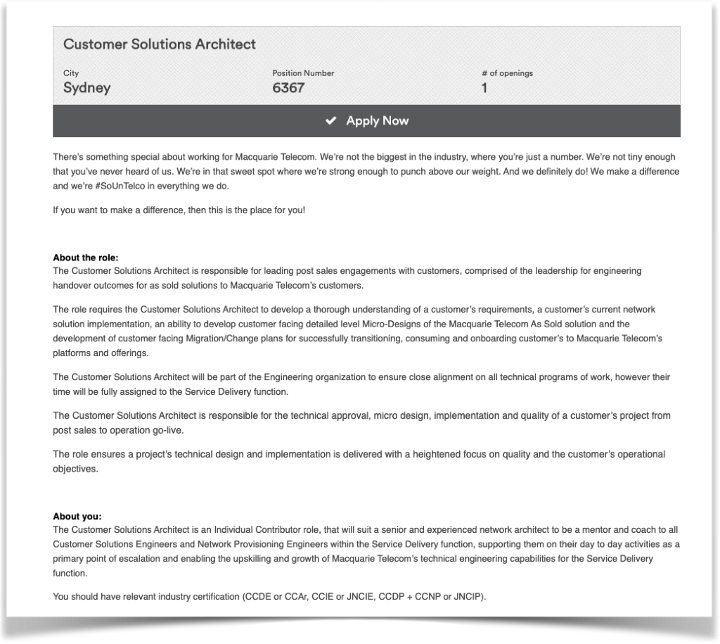 Customer Solutions Architect
City Position Number # of openings
Sydney 6367 1
Apply Now
There's something special about working for Macquarie Telecom. We're not the biggest in the industry, where you're just a number. We're not tiny enough
that you've never heard of us. We're in that sweet spot where we're strong enough to punch above our weight. And we definitely do! We make a difference
and we're #SoUnTelco in everything we do.
If you want to make a difference, then this is the place for you!
About the role:
The Customer Solutions Architect is responsible for leading post sales engagements with customers, comprised of the leadership for engineering
handover outcomes for as sold solutions to Macquarie Telecom's customers.
The role requires the Customer Solutions Architect to develop a thorough understanding of a customer's requirements, a customer's current network
solution implementation, an ability to develop customer facing detailed level Micro-Designs of the Macquarie Telecom As Sold solution and the
development of customer facing Migration/Change plans for successfully transitioning, consuming and onboarding customer's to Macquarie Telecom's
platforms and offerings.
The Customer Solutions Architect will be part of the Engineering organization to ensure close alignment on all technical programs of work, however their
time will be fully assigned to the Service Delivery function.
The Customer Solutions Architect is responsible for the technical approval, micro design, implementation and quality of a customer's project from
post sales to operation go-live.
The role ensures a project's technical design and implementation is delivered with a heightened focus on quality and the customer's operational
objectives.
About you:
The Customer Solutions Architect is an Individual Contributor role, that will suit a senior and experienced network architect to be a mentor and coach to all
Customer Solutions Engineers and Network Provisioning Engineers within the Service Delivery function, supporting them on their day to day activities as a
primary point of escalation and enabling the upskilling and growth of Macquarie Telecom's technical engineering capabilities for the Service Delivery
function.
You should have relevant industry certification (CCDE or CCAr, CCIE or JNCIE, CCDP + CCNP or JNCIP).